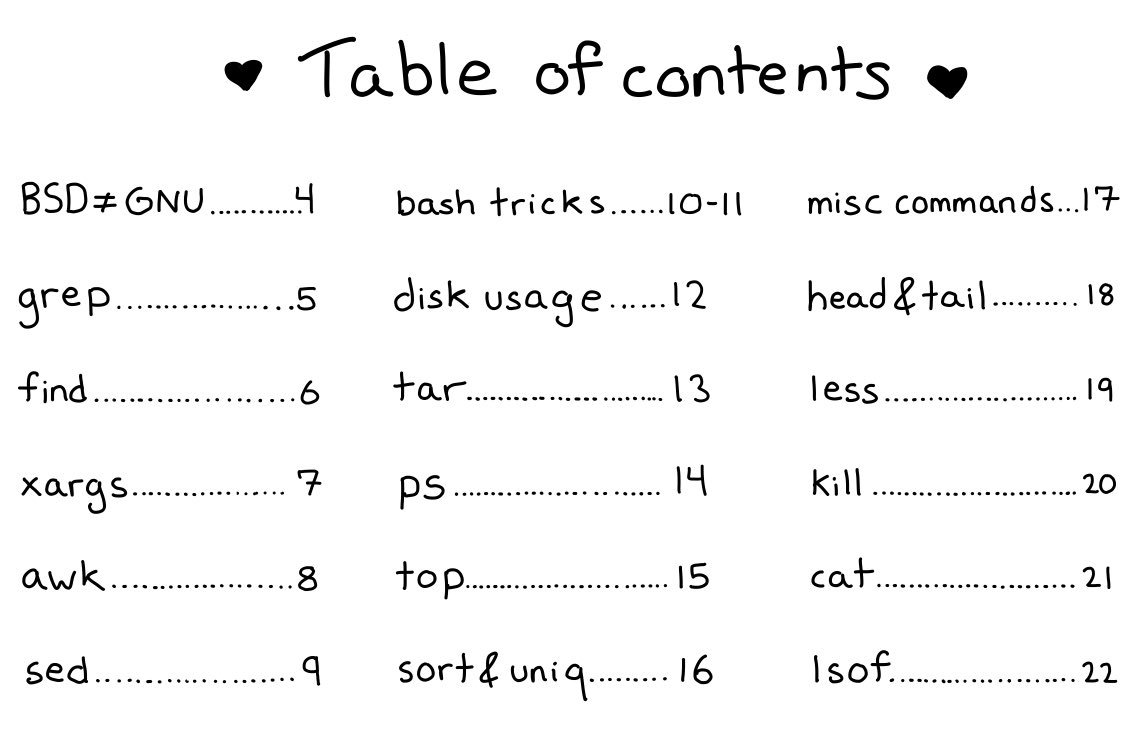 Table of contents
BSD≠GNU............4
grep...................5
find.....................6
xargs.................. 7
awk...................8
sed.....................9
bash tricks......10-11
disk usage......12
tar......................... 13
ps ......................... 14
top......................... 15
sort & uniq......... 16
misc commands...17
head & tail.......... 18
less....................... 19
kill ......................... 20
cat....................... 21
lsof...................... 22